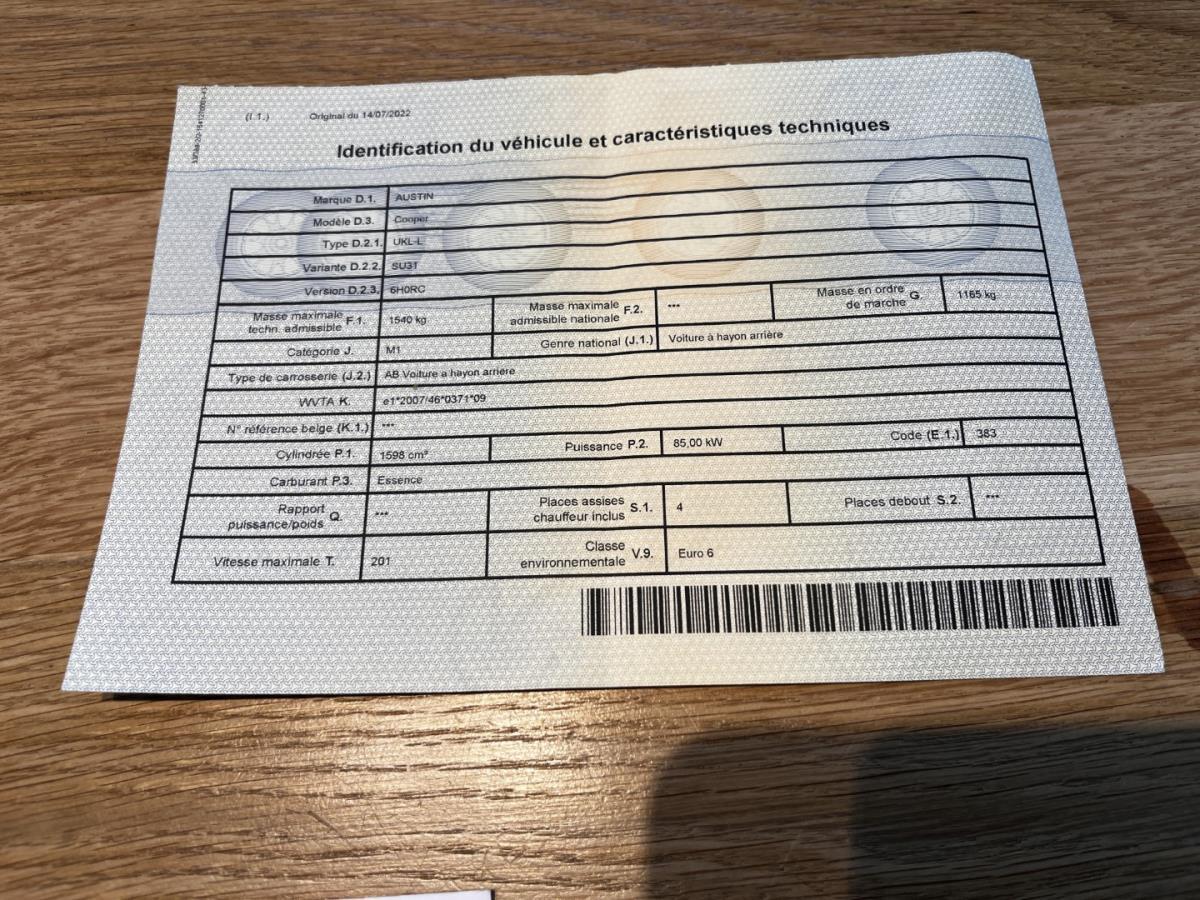 (I.1.) Original du 14/07/2022
Identification du véhicule et caractéristiques techniques
Marque D.1. AUSTIN
Modèle D.3. Cooper
Type D.2.1. UKL-L
Variante D.2.2. SU31
Version D.2.3. 6H0RC
Masse maximale techn. admissible F.1. 1540 kg Masse maximale admissible nationale F.2. *** Masse en ordre de marche G. 1165 kg
Catégorie J. M1 Genre national (J.1.) Voiture à hayon arrière
Type de carrosserie (J.2.) AB Voiture a hayon arriere
WVTA K. e1*2007/46*0371*09
N° référence belge (K.1.) ***
Cylindrée P.1. 1598 cm³ Puissance P.2. 85,00 kW Code (E.1.) 383
Carburant P.3. Essence
Rapport puissance/poids Q. *** Places assises chauffeur inclus S.1. 4 Places debout S.2. ***
Vitesse maximale T. 201 Classe environnementale V.9. Euro 6